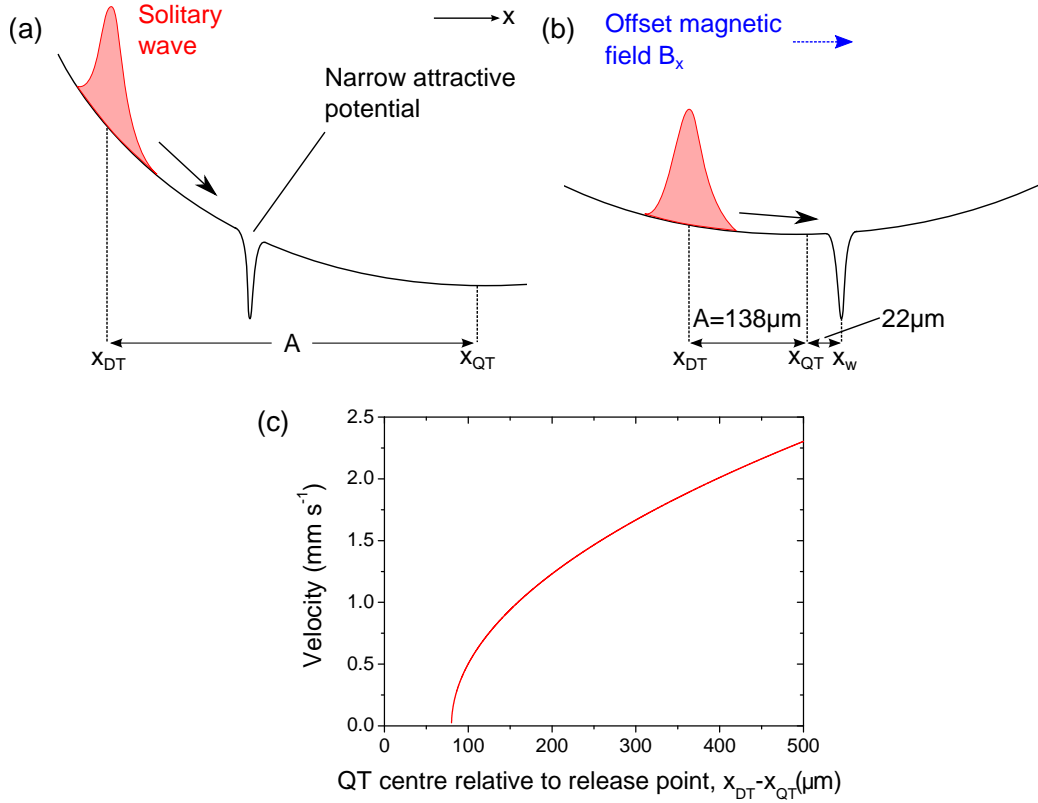 (a)
Solitary
wave
x
Narrow attractive
potential
A
x_DT
x_QT
(b)
Offset magnetic
field B_x
A=138μm
22μm
x_DT
x_QT
x_w
(c)
Velocity (mm s⁻¹)
2.5
2.0
1.5
1.0
0.5
0.0
0 100 200 300 400 500
QT centre relative to release point, x_DT-x_QT(μm)